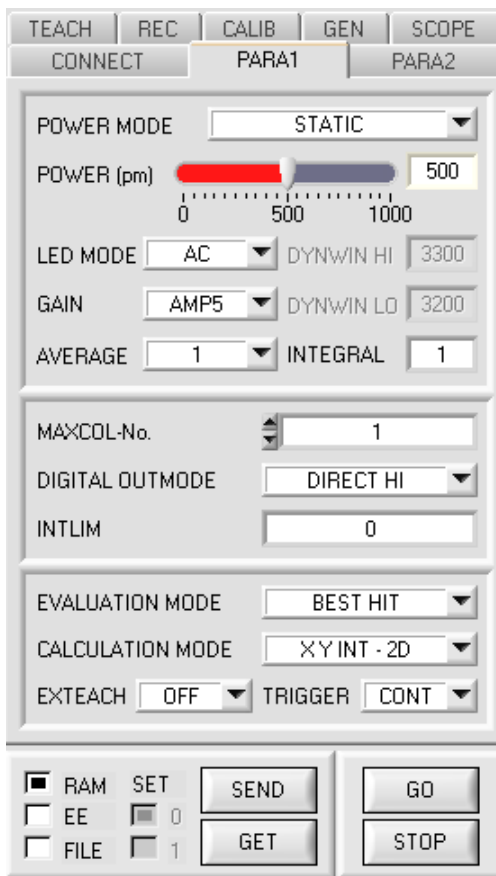 TEACH REC CALIB GEN SCOPE
CONNECT PARA1 PARA2
POWER MODE STATIC
POWER (pm) 500
0 500 1000
LED MODE AC DYNWIN HI 3300
GAIN AMP5 DYNWIN LO 3200
AVERAGE 1 INTEGRAL 1
MAXCOL-No. 1
DIGITAL OUTMODE DIRECT HI
INTLIM 0
EVALUATION MODE BEST HIT
CALCULATION MODE X Y INT - 2D
EXTEACH OFF TRIGGER CONT
RAM SET SEND GO
EE 0
FILE 1 GET STOP